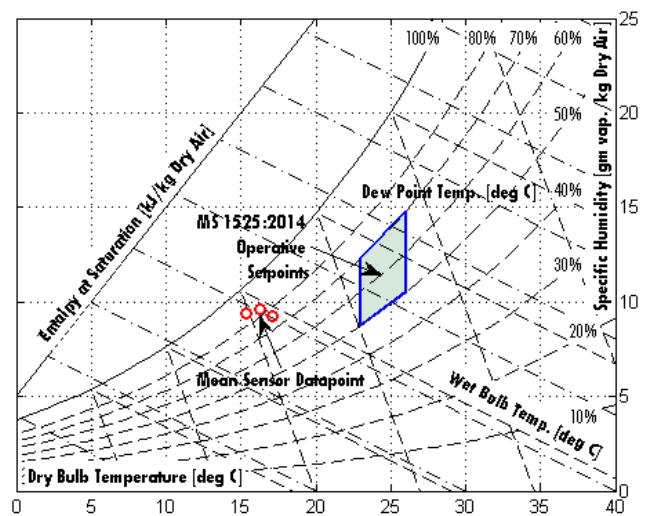 100% 80% 70% 60%
25
20
50%
Dew Point Temp. [deg C]
40%
MS 1525:2014
Operative
Setpoints
15
30%
Entalpy at Saturation [kJ/kg Dry Air]
Specific Humidity [gm vap./kg Dry Air]
10
20%
Mean Sensor Datapoint
Wet Bulb Temp. [deg C]
5
10%
Dry Bulb Temperature [deg C]
0
0 5 10 15 20 25 30 35 40